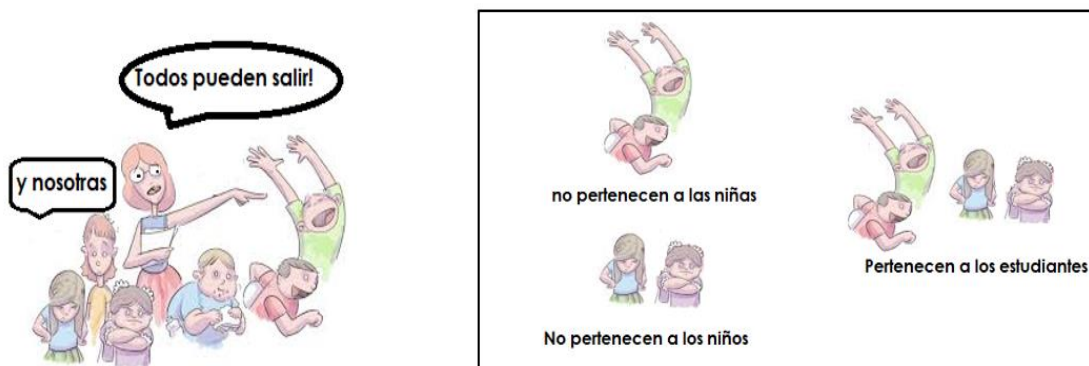 Todos pueden salir!
y nosotras
no pertenecen a las niñas
Pertenecen a los estudiantes
No pertenecen a los niños